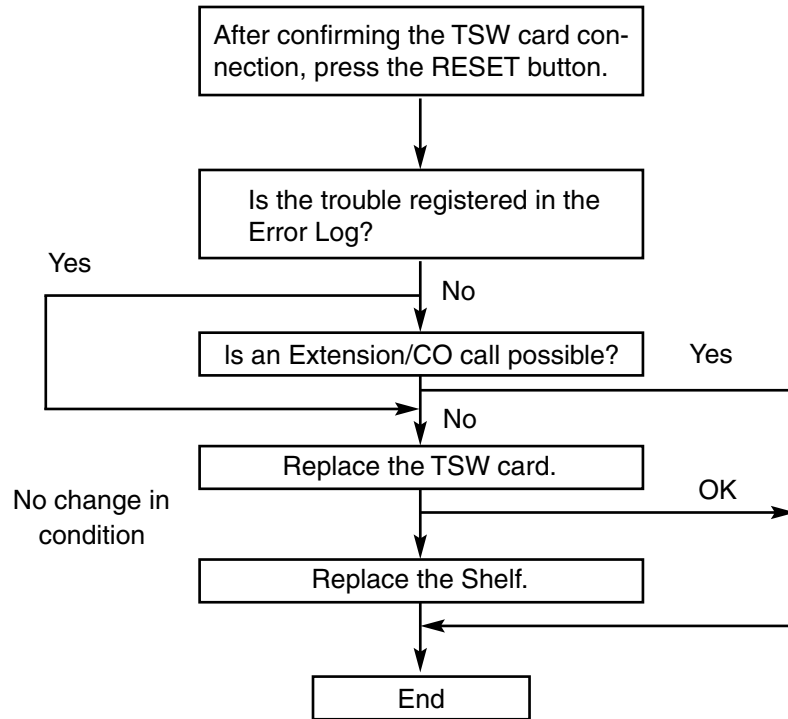 After confirming the TSW card con-
nection, press the RESET button.
Is the trouble registered in the
Error Log?
Yes
No
Is an Extension/CO call possible?
Yes
No
Replace the TSW card.
No change in
condition
OK
Replace the Shelf.
End